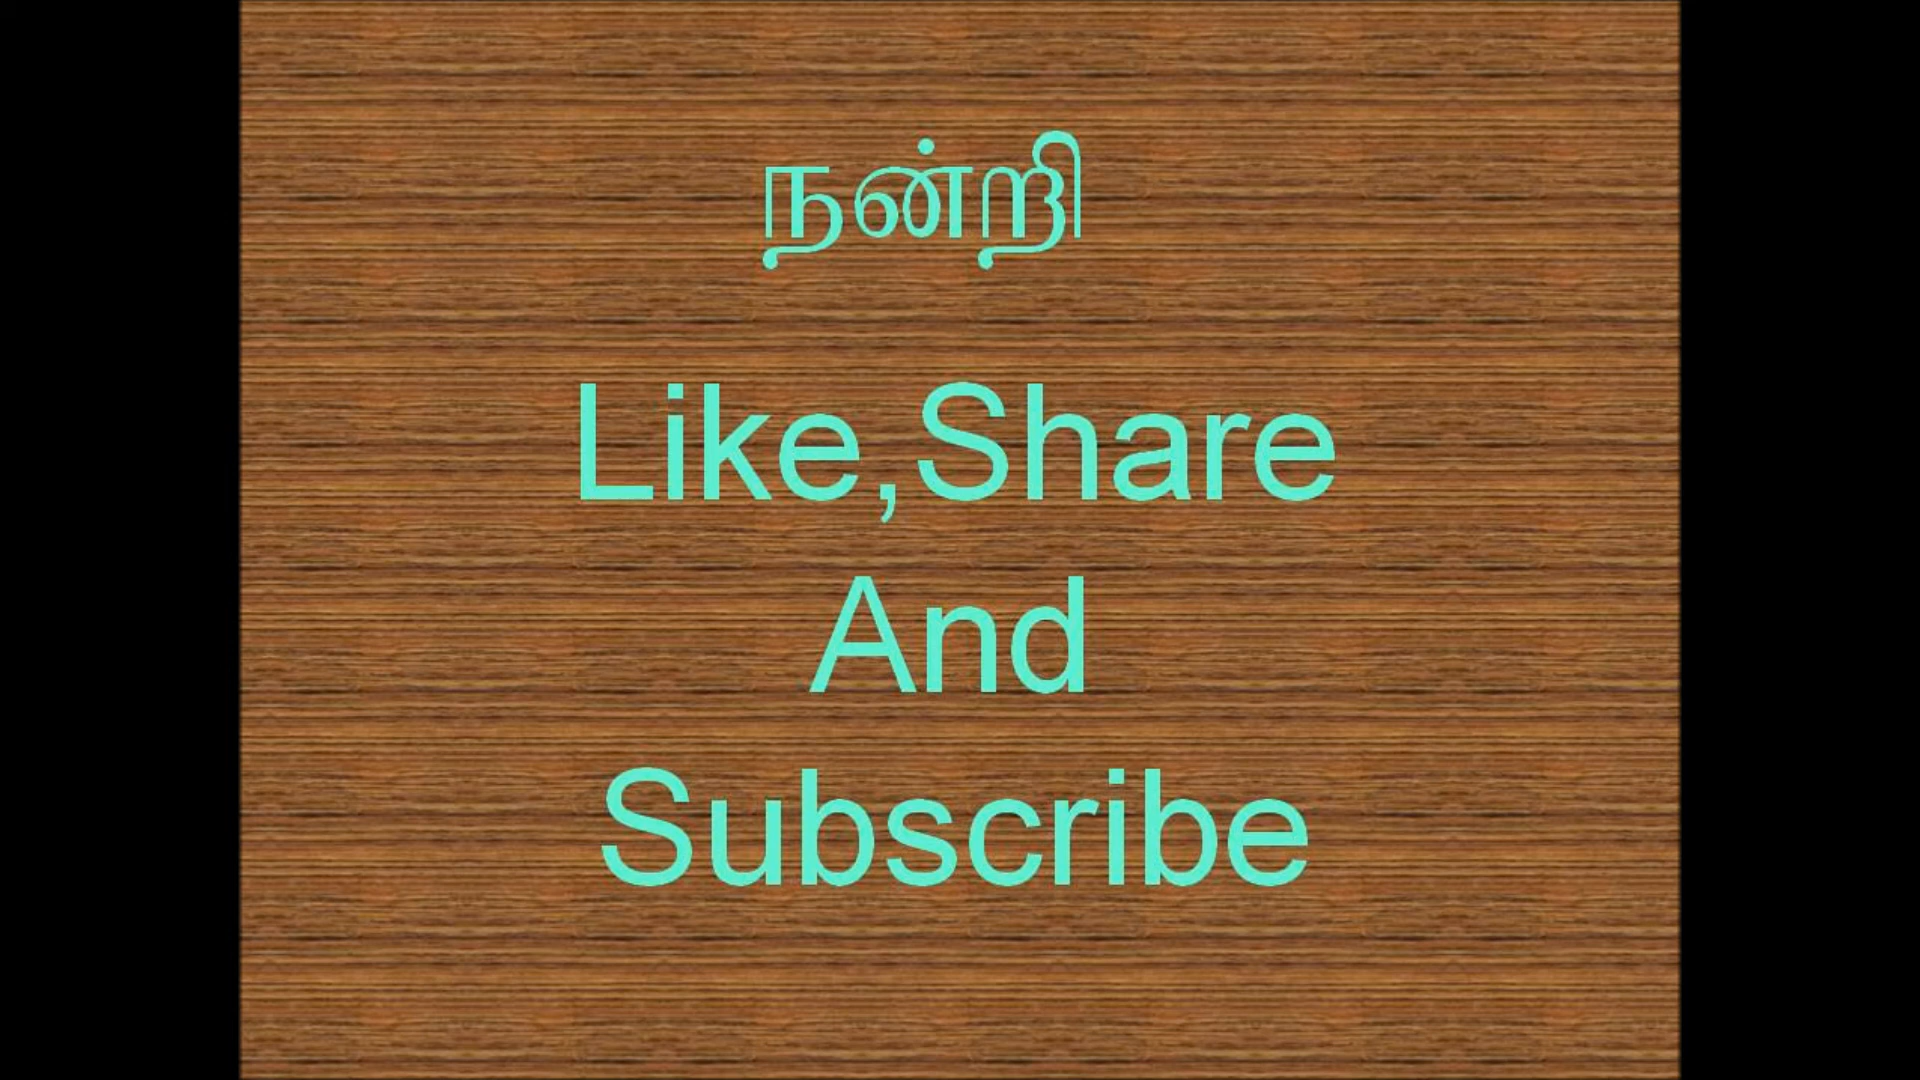 நன்றி
Like,Share
And
Subscribe